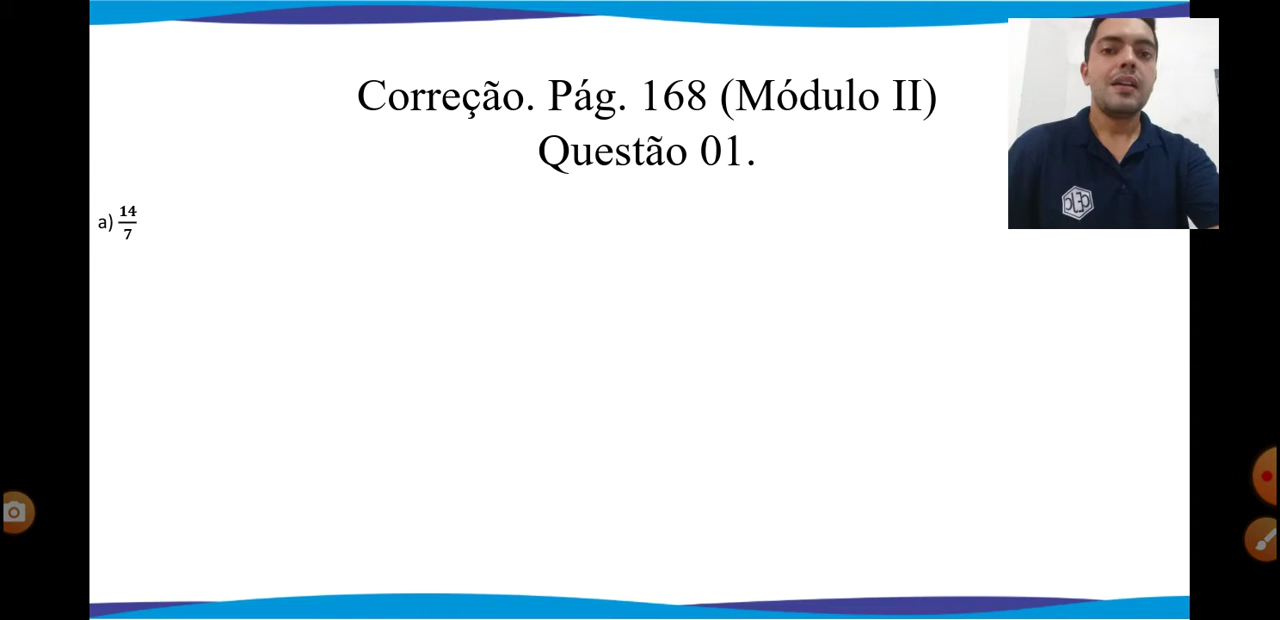 Correção. Pág. 168 (Módulo II)
Questão 01.
a) 14/7